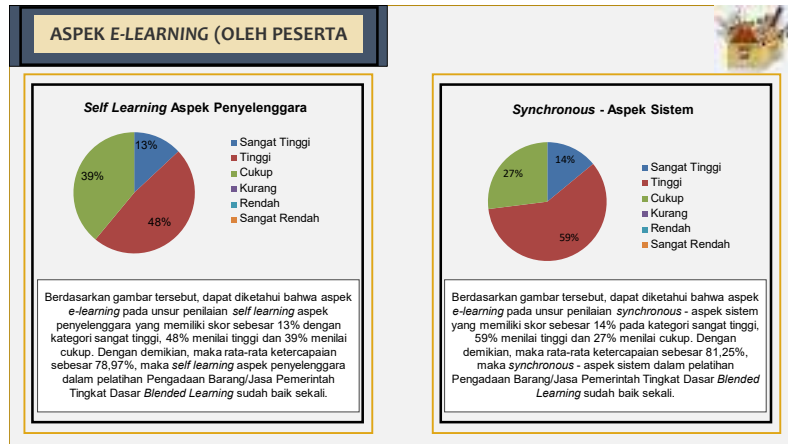 ASPEK E-LEARNING (OLEH PESERTA
Self Learning Aspek Penyelenggara
13%
39%
48%
Sangat Tinggi
Tinggi
Cukup
Kurang
Rendah
Sangat Rendah
Berdasarkan gambar tersebut, dapat diketahui bahwa aspek
e-learning pada unsur penilaian self learning aspek
penyelenggara yang memiliki skor sebesar 13% dengan
kategori sangat tinggi, 48% menilai tinggi dan 39% menilai
cukup. Dengan demikian, maka rata-rata ketercapaian
sebesar 78,97%, maka self learning aspek penyelenggara
dalam pelatihan Pengadaan Barang/Jasa Pemerintah
Tingkat Dasar Blended Learning sudah baik sekali.
Synchronous - Aspek Sistem
14%
27%
59%
Sangat Tinggi
Tinggi
Cukup
Kurang
Rendah
Sangat Rendah
Berdasarkan gambar tersebut, dapat diketahui bahwa aspek
e-learning pada unsur penilaian synchronous - aspek sistem
yang memiliki skor sebesar 14% pada kategori sangat tinggi,
59% menilai tinggi dan 27% menilai cukup. Dengan
demikian, maka rata-rata ketercapaian sebesar 81,25%,
maka synchronous - aspek sistem dalam pelatihan
Pengadaan Barang/Jasa Pemerintah Tingkat Dasar Blended
Learning sudah baik sekali.